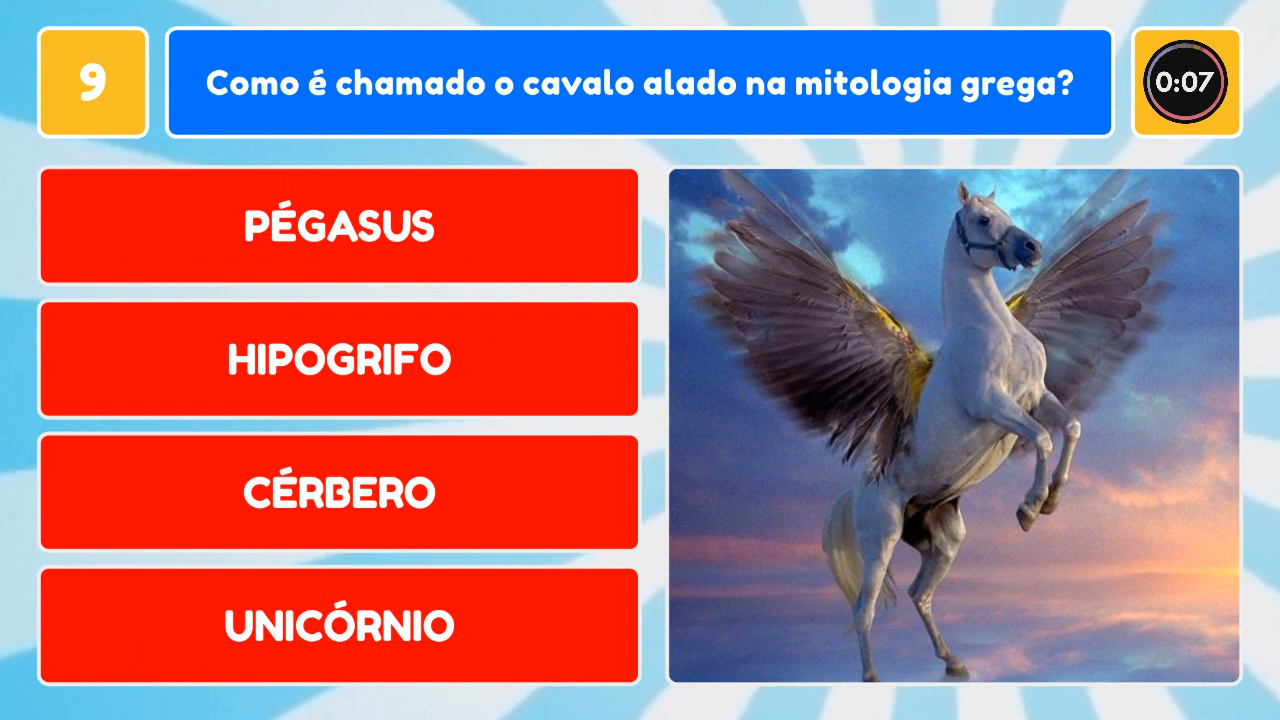 9
Como é chamado o cavalo alado na mitologia grega?
0:07
PÉGASUS
HIPOGRIFO
CÉRBERO
UNICÓRNIO